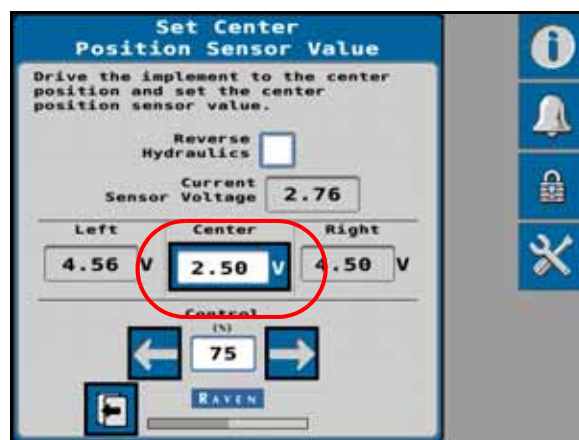 Set Center
Position Sensor Value
Drive the implement to the center
position and set the center
position sensor value.
Reverse
Hydraulics
Current
Sensor Voltage 2.76
Left Center Right
4.56 V 2.50 V 4.50 V
Control
(%)
75
RAVEN